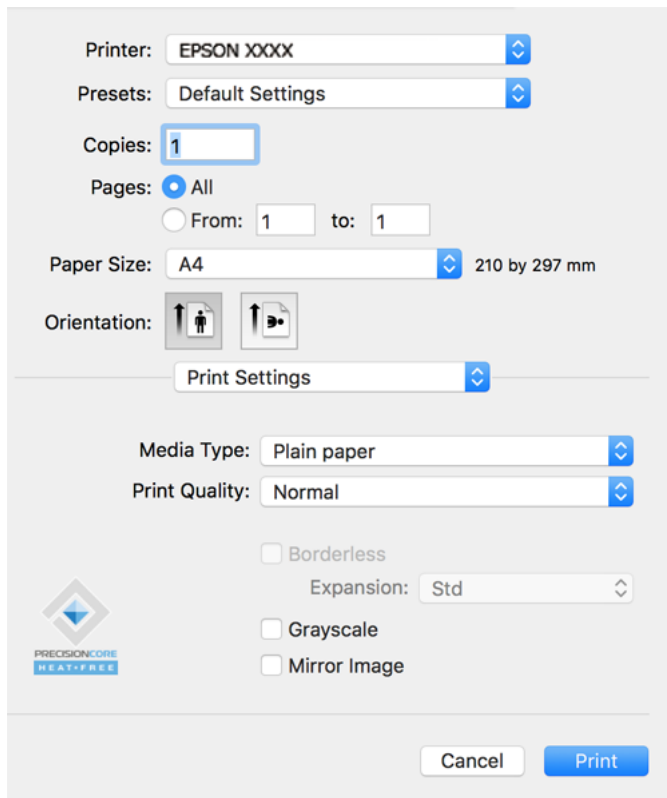 Printer: EPSON XXXX
Presets: Default Settings
Copies: 1
Pages: All
From: 1 to: 1
Paper Size: A4 210 by 297 mm
Orientation:
Print Settings
Media Type: Plain paper
Print Quality: Normal
Borderless
Expansion: Std
Grayscale
Mirror Image
PRECISIONCORE
HEAT•FREE
Cancel Print